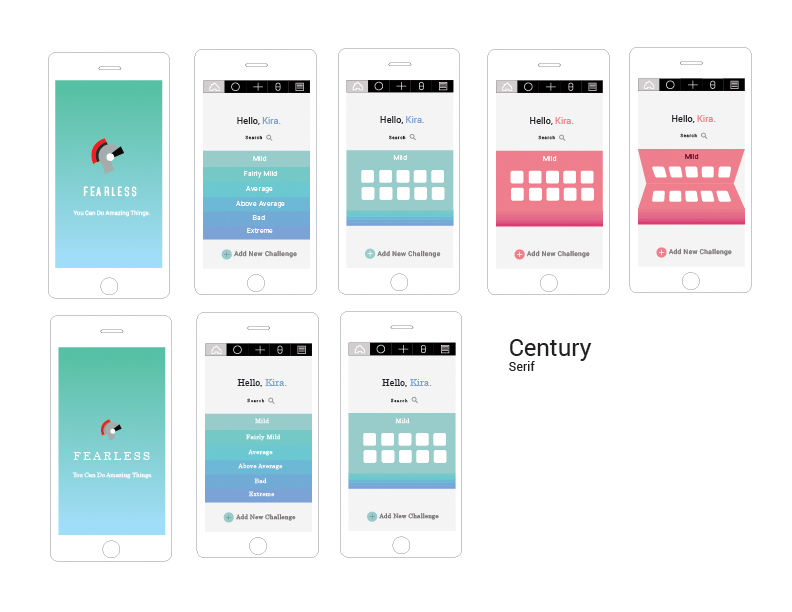 FEARLESS
You Can Do Amazing Things.
Hello, Kira.
Search
Mild
Fairly Mild
Average
Above Average
Bad
Extreme
Add New Challenge
Hello, Kira.
Search
Mild
Add New Challenge
Hello, Kira.
Search
Mild
Add New Challenge
Hello, Kira.
Search
Mild
Add New Challenge
FEARLESS
You Can Do Amazing Things.
Hello, Kira.
Search
Mild
Fairly Mild
Average
Above Average
Bad
Extreme
Add New Challenge
Hello, Kira.
Search
Mild
Add New Challenge
Century
Serif